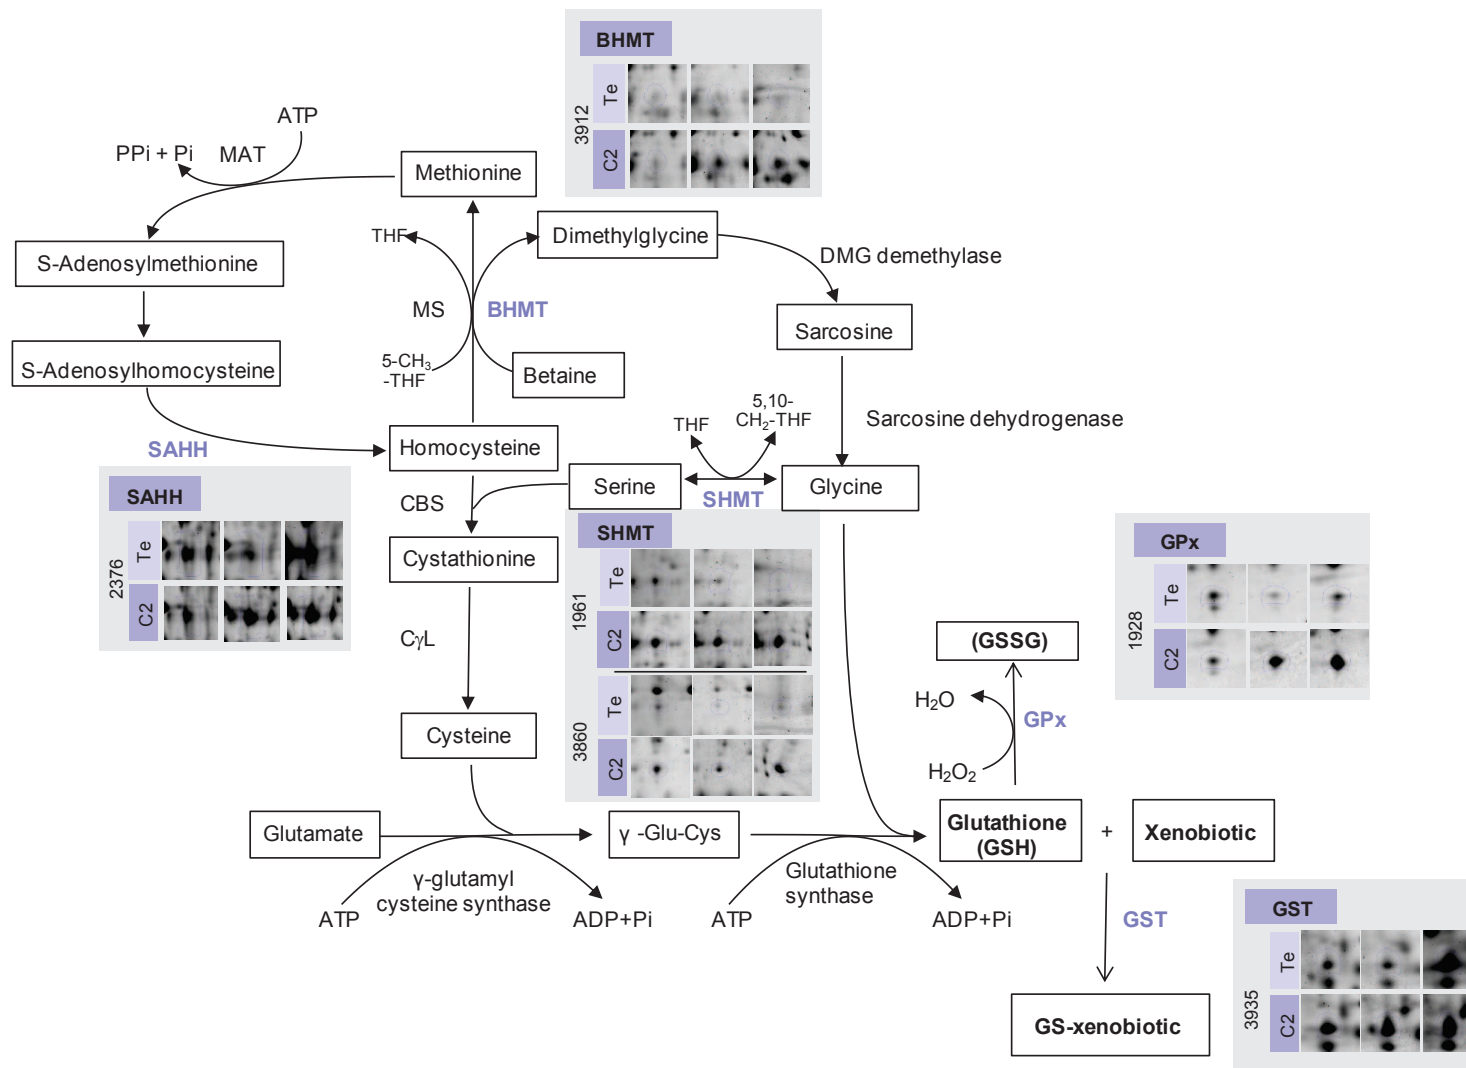 BHMT
Te
3912
C2
ATP
PPi + Pi
MAT
Methionine
THF
Dimethylglycine
DMG demethylase
S-Adenosylmethionine
MS
BHMT
Sarcosine
S-Adenosylhomocysteine
5-CH₃
-THF
Betaine
Sarcosine dehydrogenase
THF
5,10-
CH₂-THF
SAHH
Homocysteine
Serine
SHMT
Glycine
CBS
SAHH
Te
2376
C2
Cystathionine
SHMT
Te
1961
C2
Te
3860
C2
GPx
Te
1928
C2
CγL
(GSSG)
H₂O
GPx
H₂O₂
Cysteine
Glutamate
γ -Glu-Cys
Glutathione
(GSH)
+
Xenobiotic
γ-glutamyl
cysteine synthase
Glutathione
synthase
ATP
ADP+Pi
ATP
ADP+Pi
GST
GST
Te
3935
C2
GS-xenobiotic